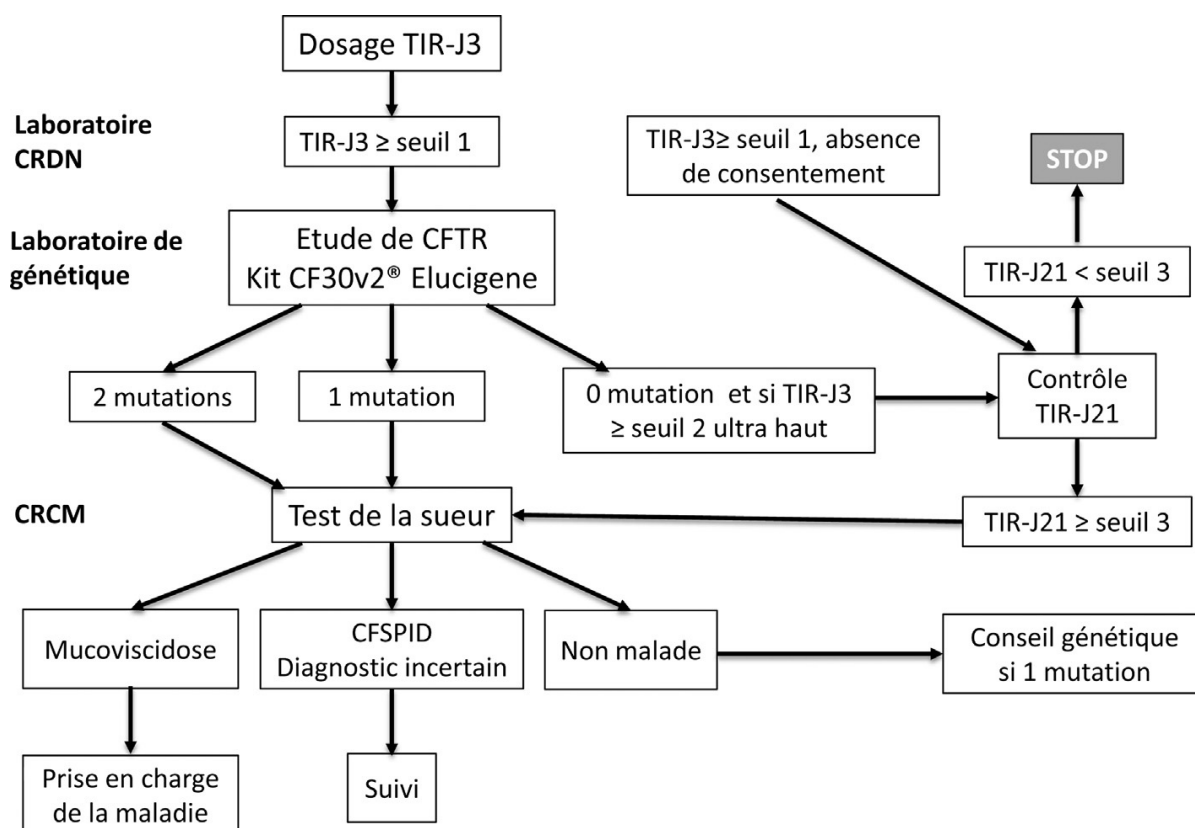 Dosage TIR-J3
Laboratoire
CRDN
TIR-J3 ≥ seuil 1
TIR-J3≥ seuil 1, absence
de consentement
STOP
Laboratoire de
génétique
Etude de CFTR
Kit CF30v2® Elucigene
TIR-J21 < seuil 3
2 mutations
1 mutation
0 mutation et si TIR-J3
≥ seuil 2 ultra haut
Contrôle
TIR-J21
CRCM
Test de la sueur
TIR-J21 ≥ seuil 3
Mucoviscidose
CFSPID
Diagnostic incertain
Non malade
Conseil génétique
si 1 mutation
Prise en charge
de la maladie
Suivi